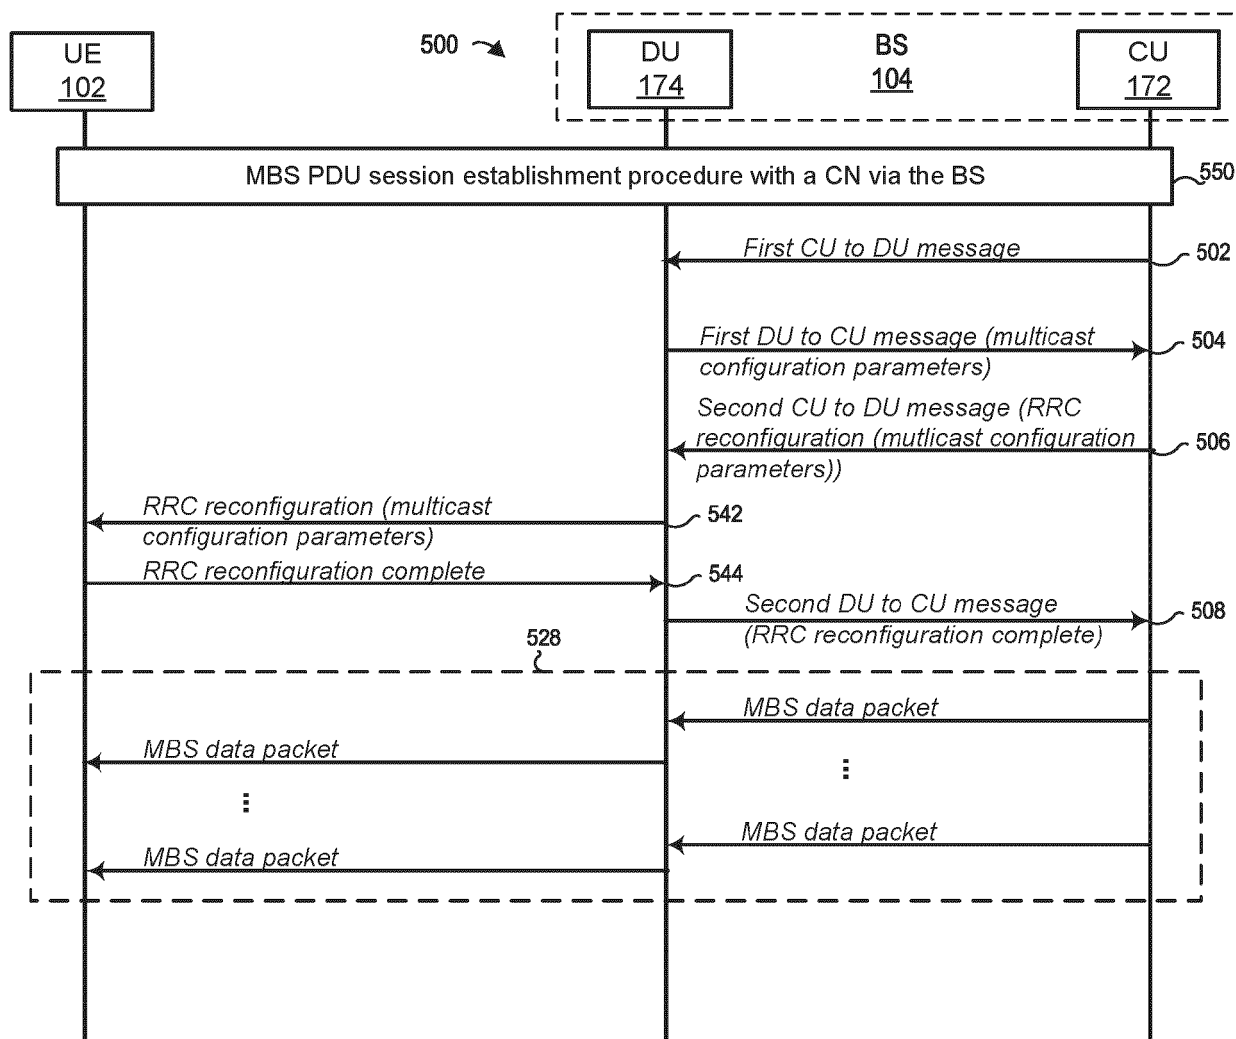 500
UE
102
DU
174
BS
104
CU
172
MBS PDU session establishment procedure with a CN via the BS
550
First CU to DU message
502
First DU to CU message (multicast
configuration parameters)
504
Second CU to DU message (RRC
reconfiguration (mutlicast configuration
parameters))
506
RRC reconfiguration (multicast
configuration parameters)
542
RRC reconfiguration complete
544
Second DU to CU message
(RRC reconfiguration complete)
508
528
MBS data packet
MBS data packet
...
...
MBS data packet
MBS data packet